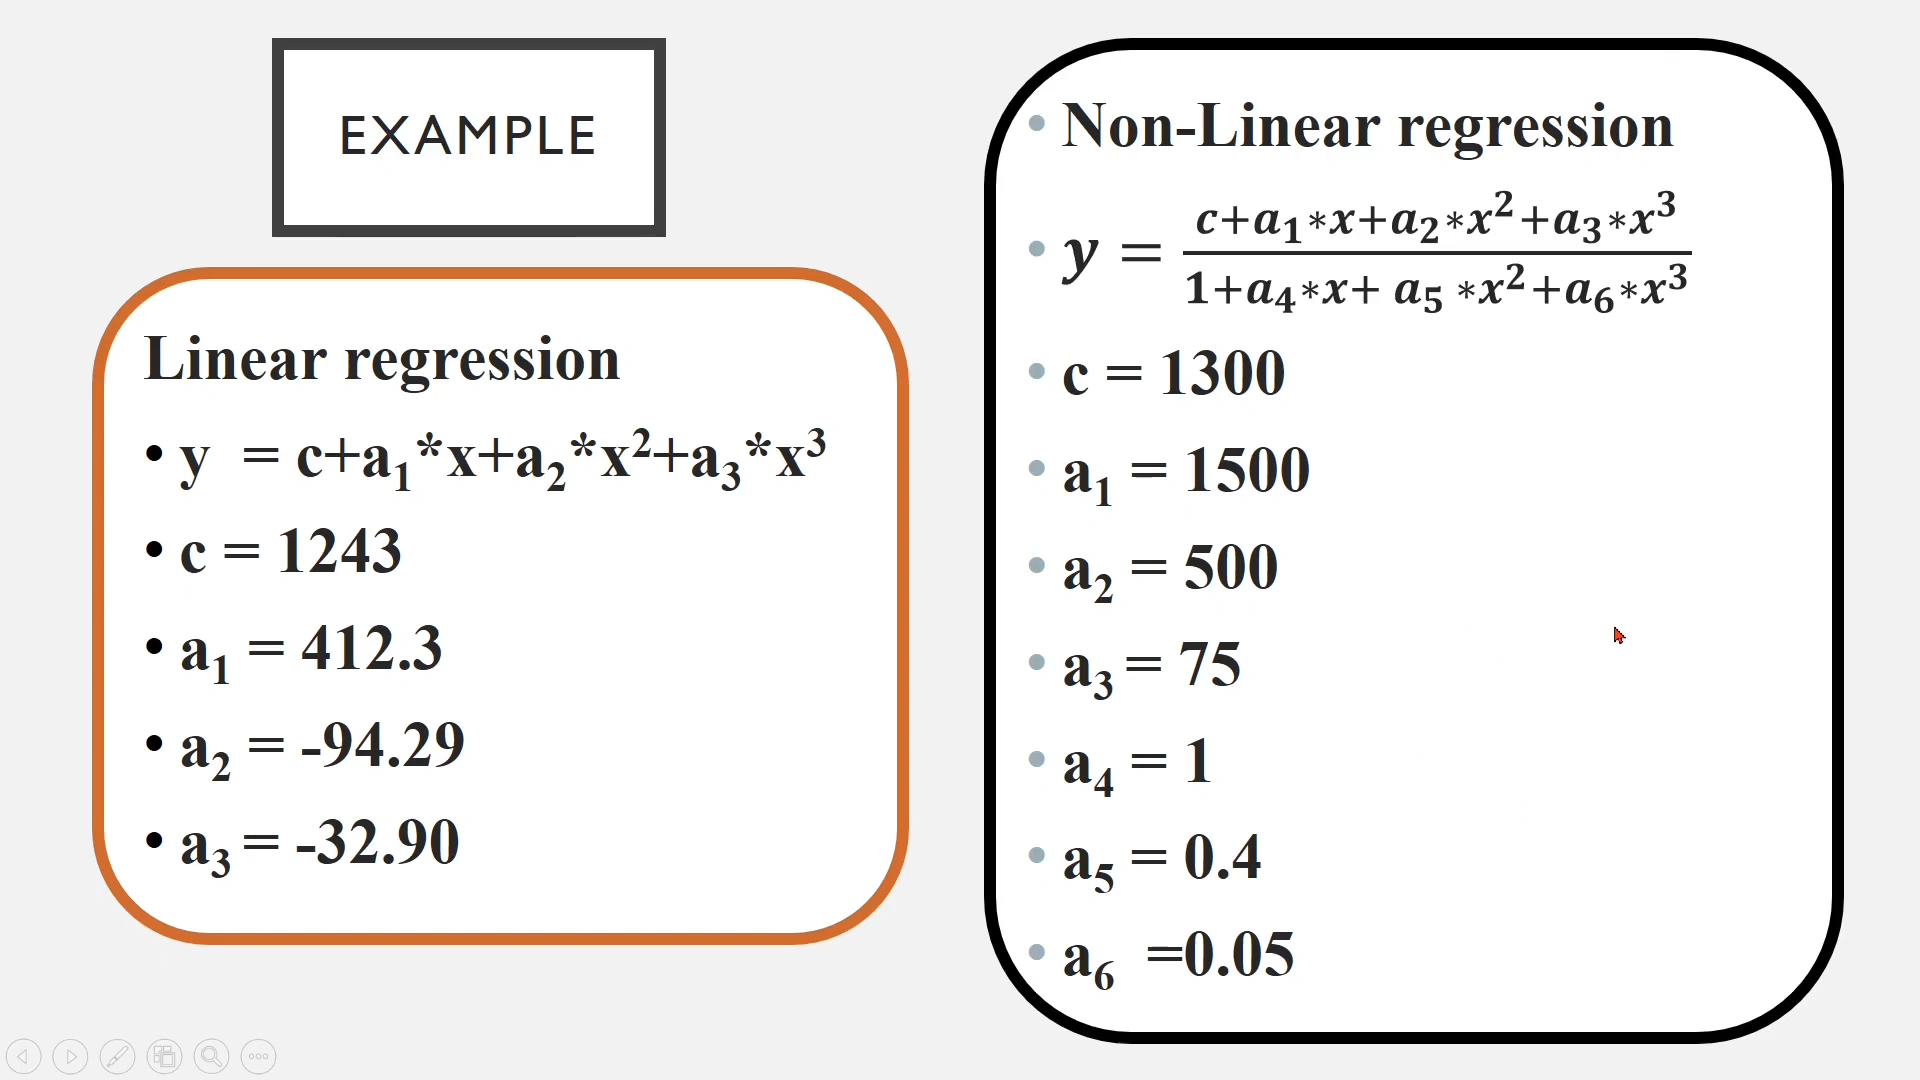 EXAMPLE
Linear regression
• y = c+a₁*x+a₂*x²+a₃*x³
• c = 1243
• a₁ = 412.3
• a₂ = -94.29
• a₃ = -32.90
• Non-Linear regression
• y = (c+a₁*x+a₂*x²+a₃*x³)/(1+a₄*x+ a₅ *x²+a₆*x³)
• c = 1300
• a₁ = 1500
• a₂ = 500
• a₃ = 75
• a₄ = 1
• a₅ = 0.4
• a₆ =0.05